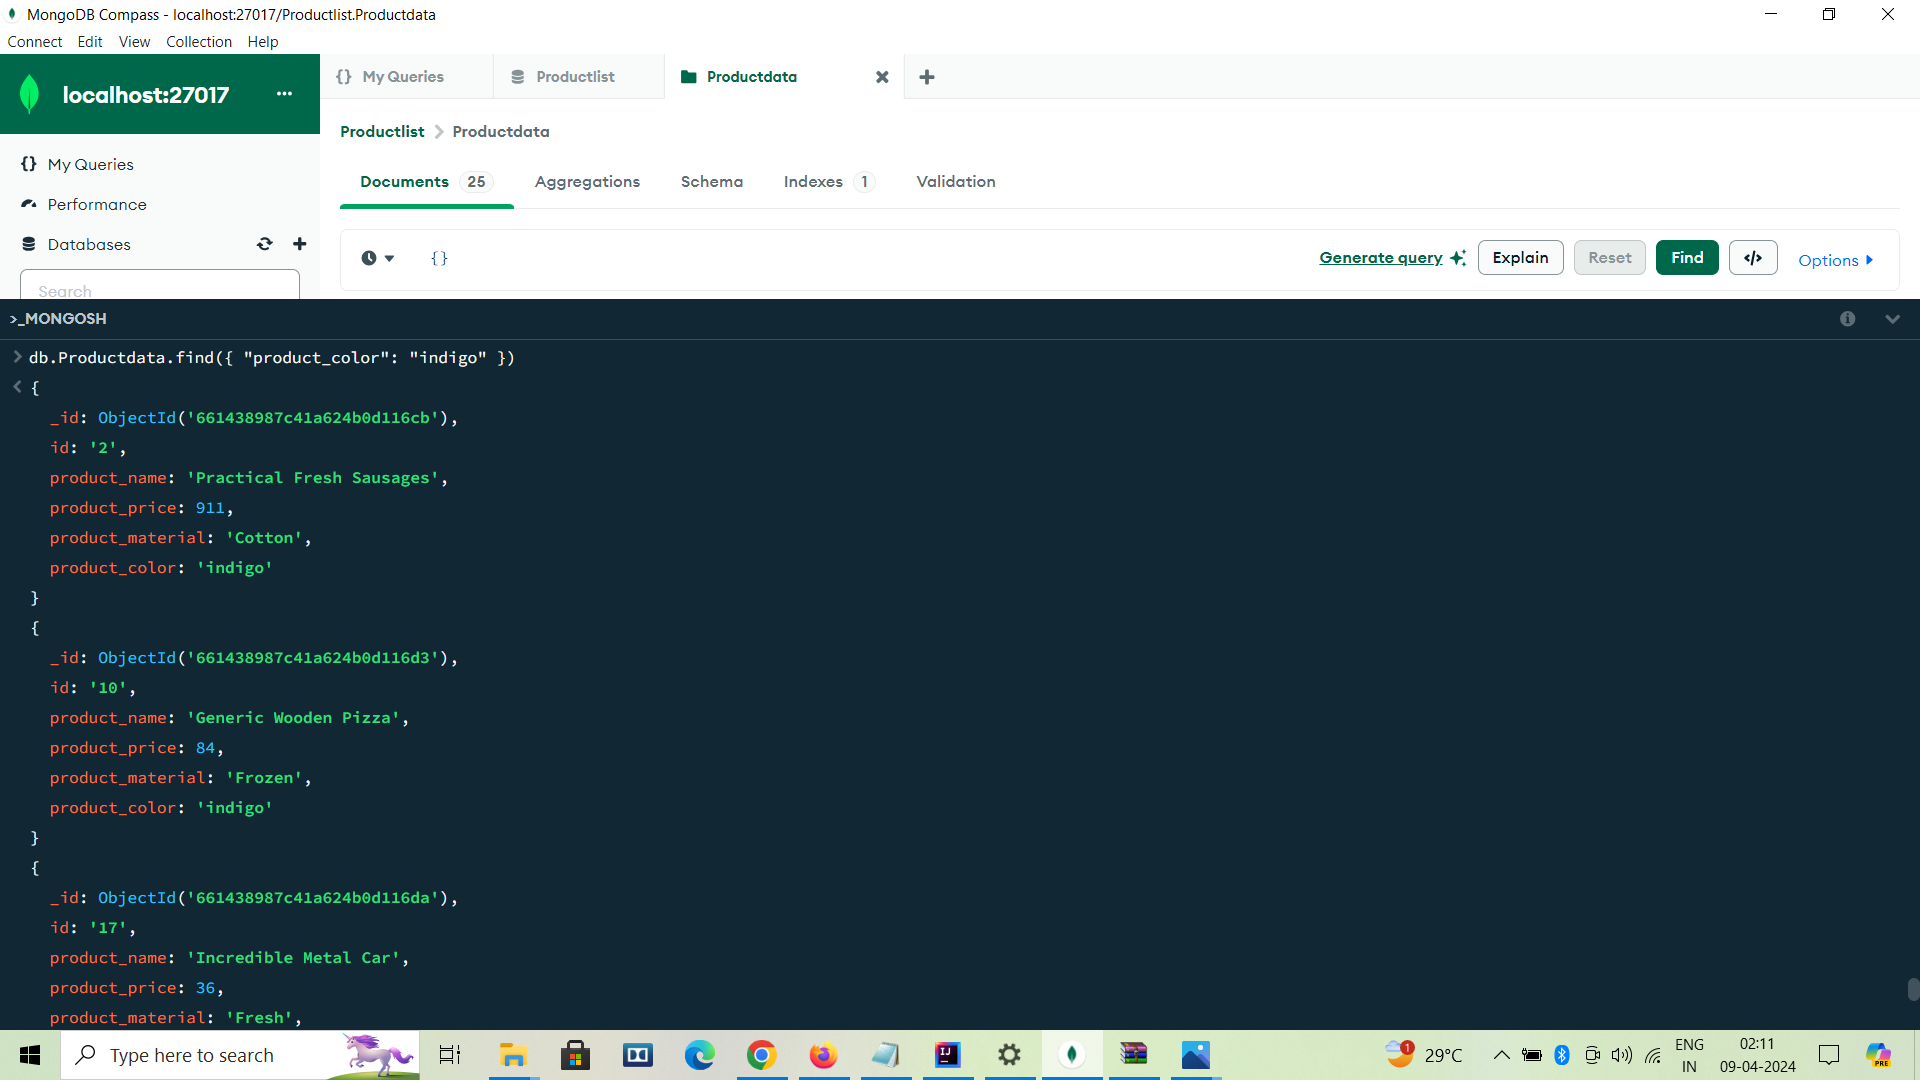 MongoDB Compass - localhost:27017/Productlist.Productdata
Connect Edit View Collection Help
localhost:27017 ...
{} My Queries
Performance
Databases
Search
{} My Queries Productlist Productdata
Productlist > Productdata
Documents 25 Aggregations Schema Indexes 1 Validation
{} Generate query Explain Reset Find </> Options
>_MONGOSH
> db.Productdata.find({ "product_color": "indigo" })
< {
_id: ObjectId('661438987c41a624b0d116cb'),
id: '2',
product_name: 'Practical Fresh Sausages',
product_price: 911,
product_material: 'Cotton',
product_color: 'indigo'
}
{
_id: ObjectId('661438987c41a624b0d116d3'),
id: '10',
product_name: 'Generic Wooden Pizza',
product_price: 84,
product_material: 'Frozen',
product_color: 'indigo'
}
{
_id: ObjectId('661438987c41a624b0d116da'),
id: '17',
product_name: 'Incredible Metal Car',
product_price: 36,
product_material: 'Fresh',
Type here to search
1 29°C
ENG
IN
02:11
09-04-2024
PRE